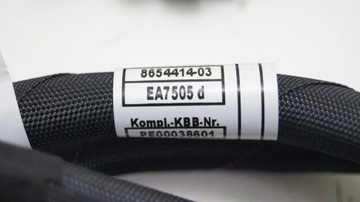 8654414-03
EA7505 d
Kompl.-KBB-Nr.
PE00038601